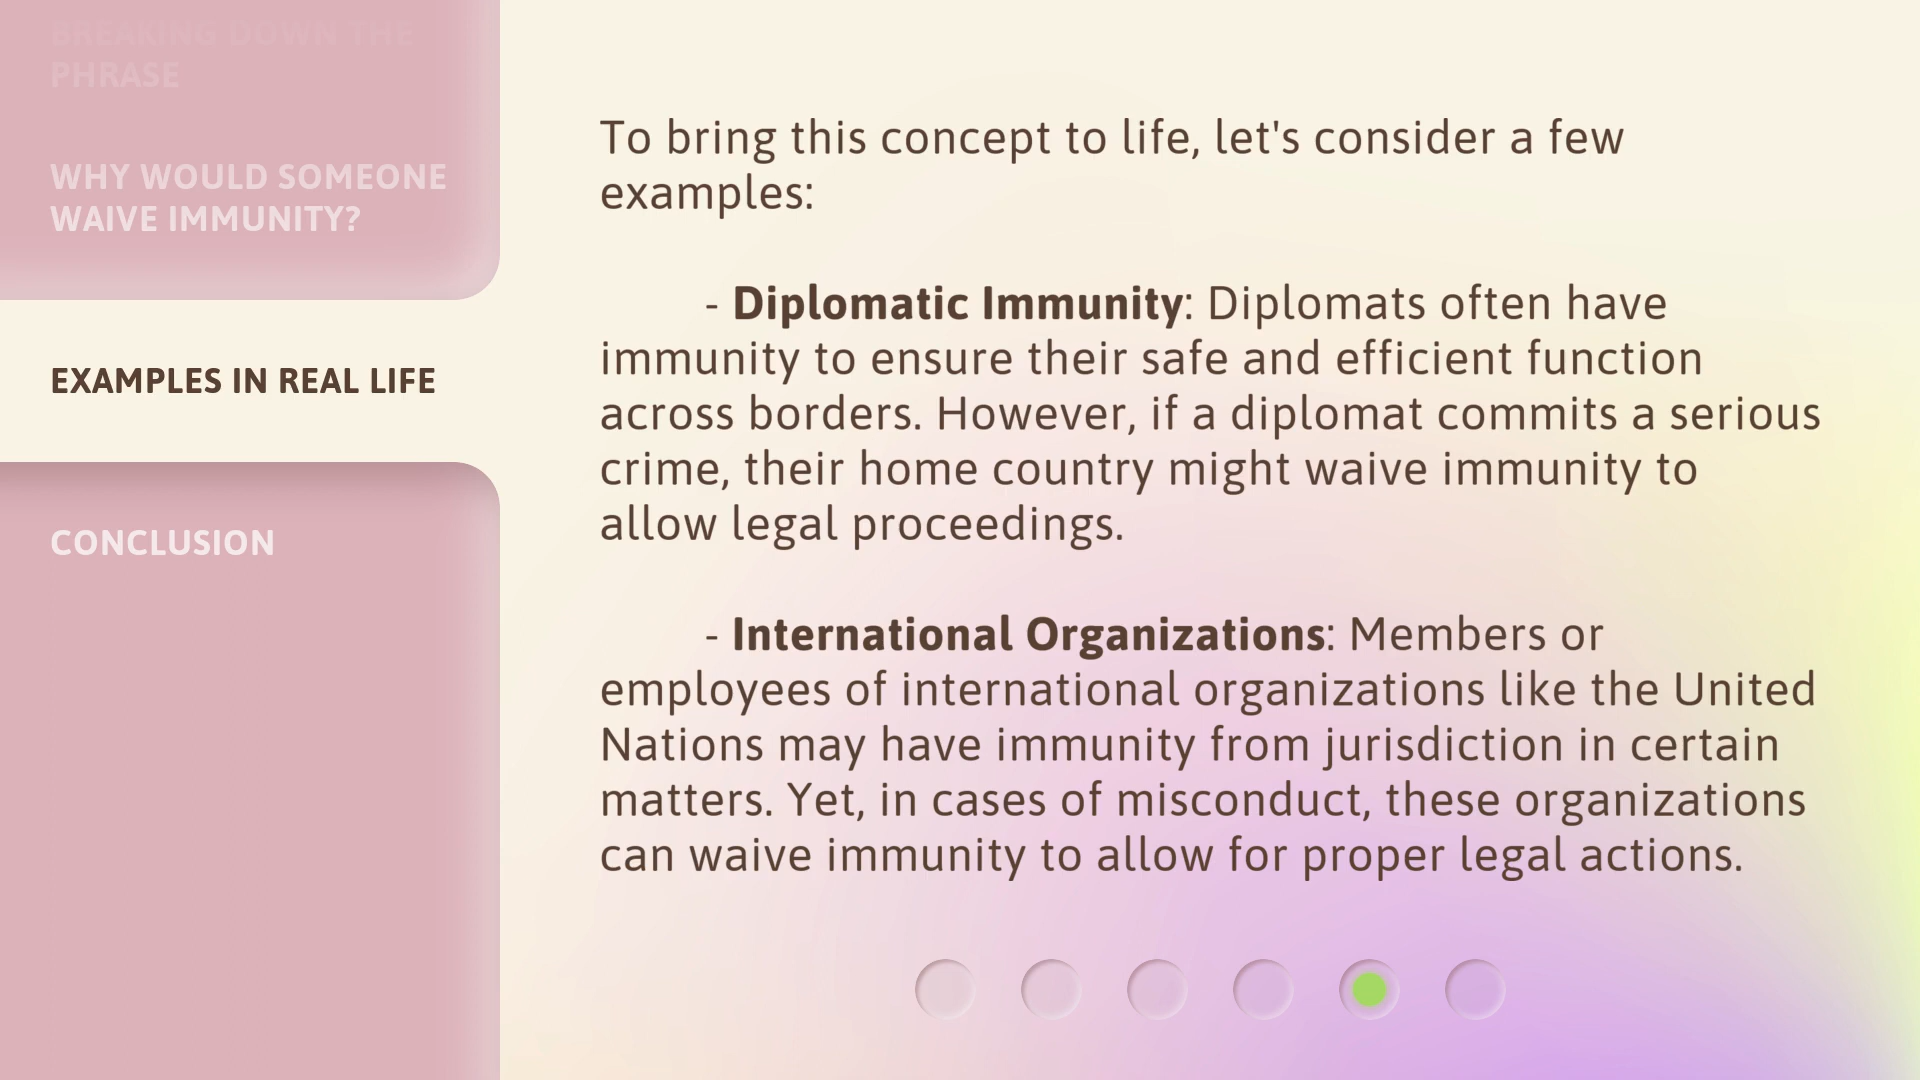 BREAKING DOWN THE
PHRASE
WHY WOULD SOMEONE
WAIVE IMMUNITY?
EXAMPLES IN REAL LIFE
CONCLUSION
To bring this concept to life, let's consider a few
examples:
- Diplomatic Immunity: Diplomats often have
immunity to ensure their safe and efficient function
across borders. However, if a diplomat commits a serious
crime, their home country might waive immunity to
allow legal proceedings.
- International Organizations: Members or
employees of international organizations like the United
Nations may have immunity from jurisdiction in certain
matters. Yet, in cases of misconduct, these organizations
can waive immunity to allow for proper legal actions.